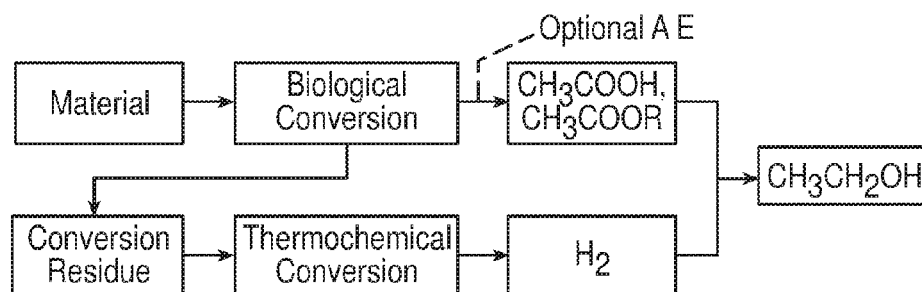 Optional A E
Material
Biological
Conversion
CH₃COOH,
CH₃COOR
CH₃CH₂OH
Conversion
Residue
Thermochemical
Conversion
H₂